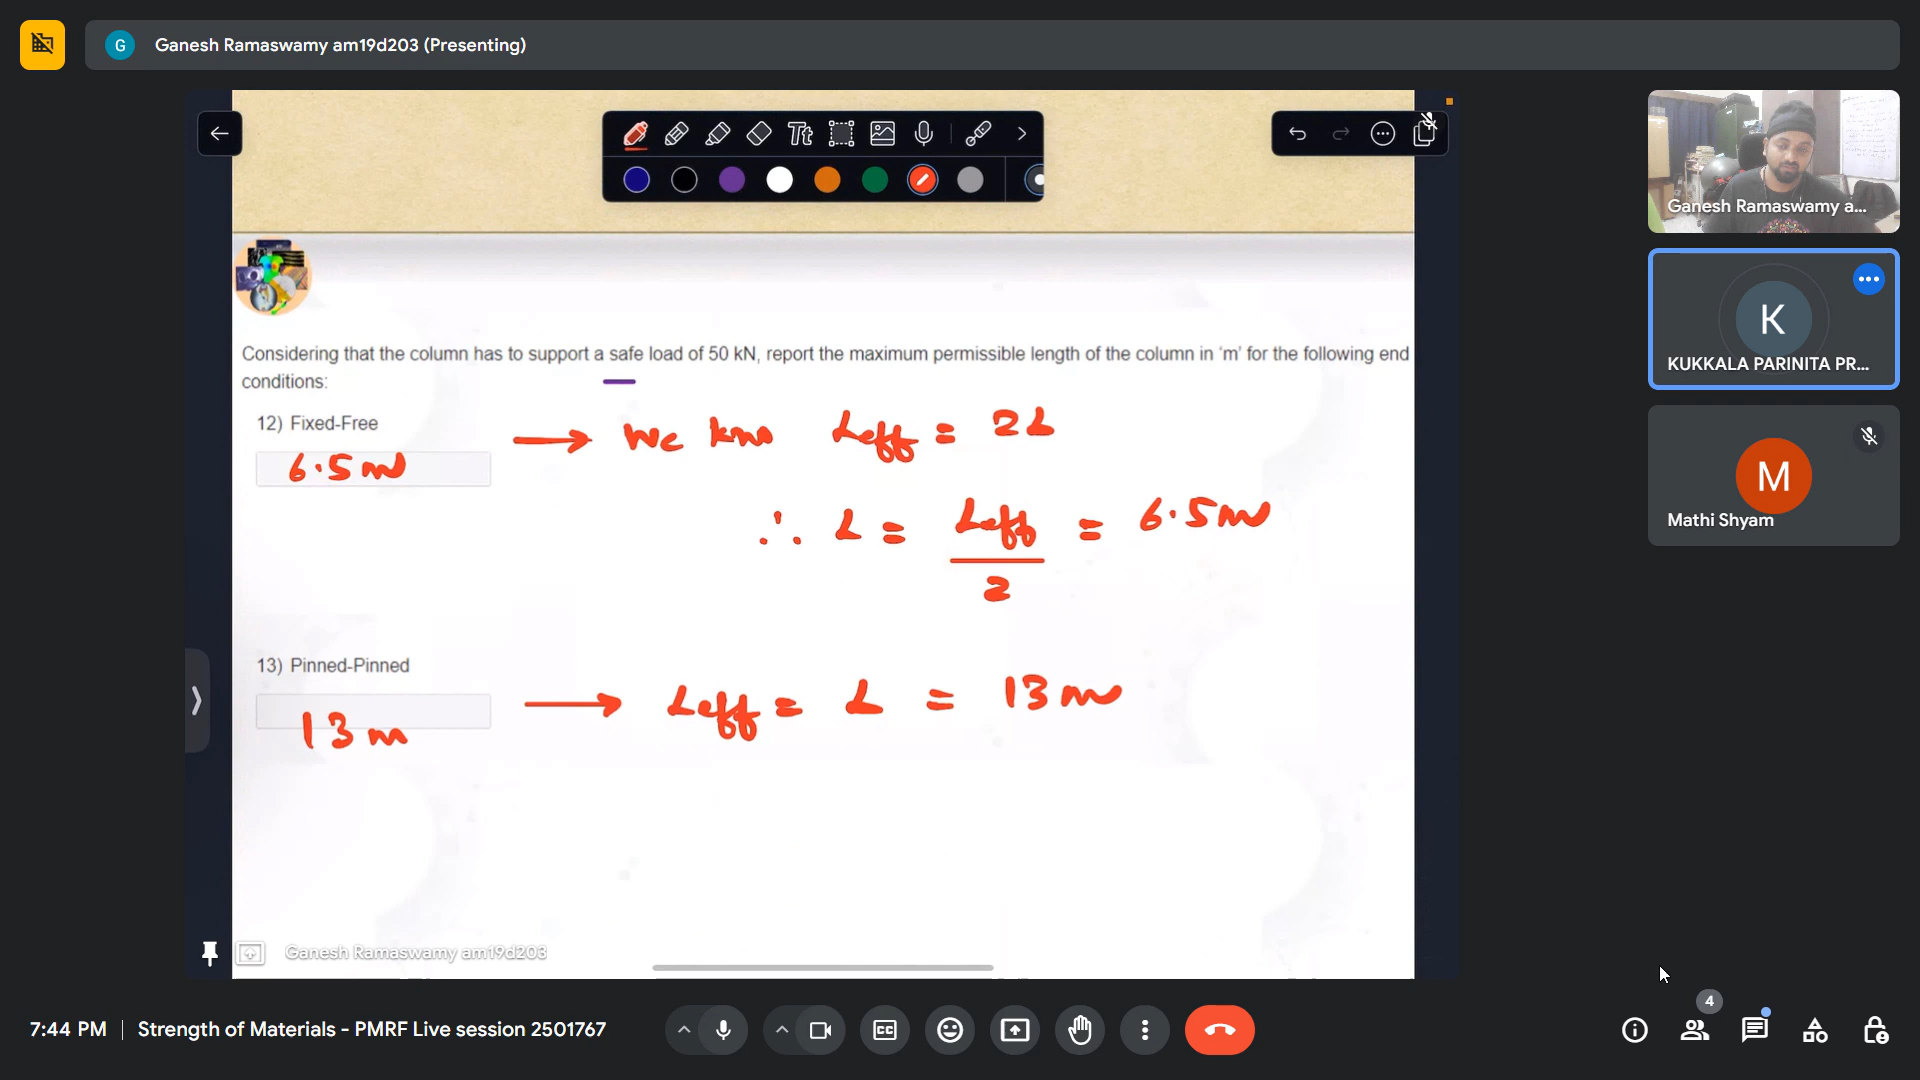 G Ganesh Ramaswamy am19d203 (Presenting)
Tt
Ganesh Ramaswamy a...
K
KUKKALA PARINITA PR...
M
Mathi Shyam
Considering that the column has to support a safe load of 50 kN, report the maximum permissible length of the column in ‘m’ for the following end
conditions:
12) Fixed-Free
6.5m
→ We kno Leff = 2L
∴ L = Leff/2 = 6.5m
13) Pinned-Pinned
13 m
→ Leff = L = 13m
Ganesh Ramaswamy am19d203
7:44 PM | Strength of Materials - PMRF Live session 2501767
CC
4